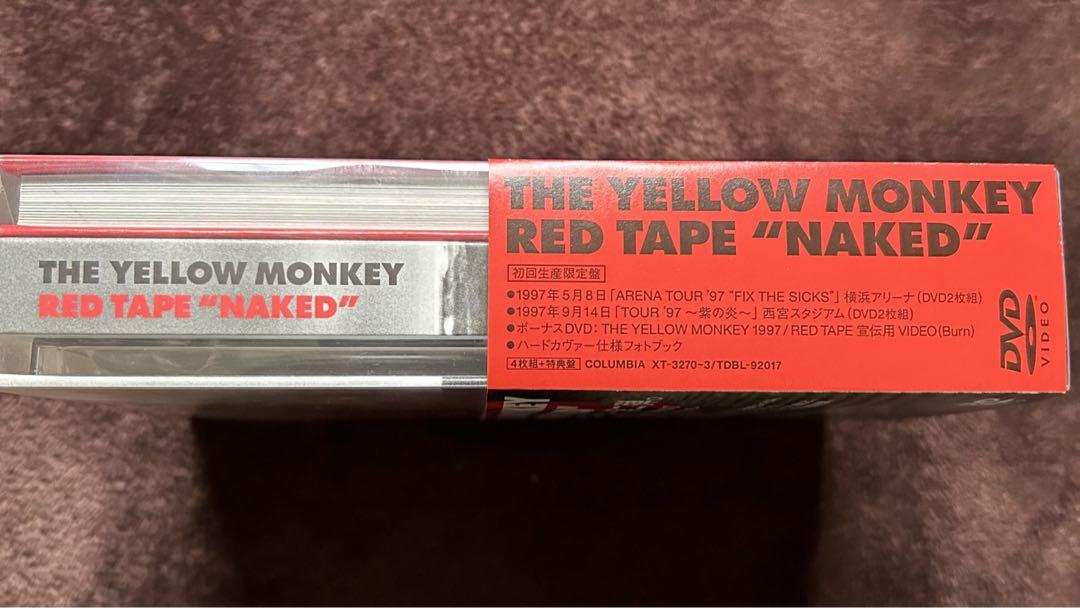 THE YELLOW MONKEY
RED TAPE “NAKED”
THE YELLOW MONKEY
RED TAPE “NAKED”
初回生産限定盤
●1997年5月8日「ARENA TOUR '97 "FIX THE SICKS"」横浜アリーナ(DVD2枚組)
●1997年9月14日「TOUR '97 〜紫の炎〜」西宮スタジアム(DVD2枚組)
●ボーナスDVD: THE YELLOW MONKEY 1997/RED TAPE 宣伝用 VIDEO(Burn)
●ハードカヴァー仕様フォトブック
4枚組+特典盤 COLUMBIA XT-3270~3/TDBL-92017
DVD
VIDEO